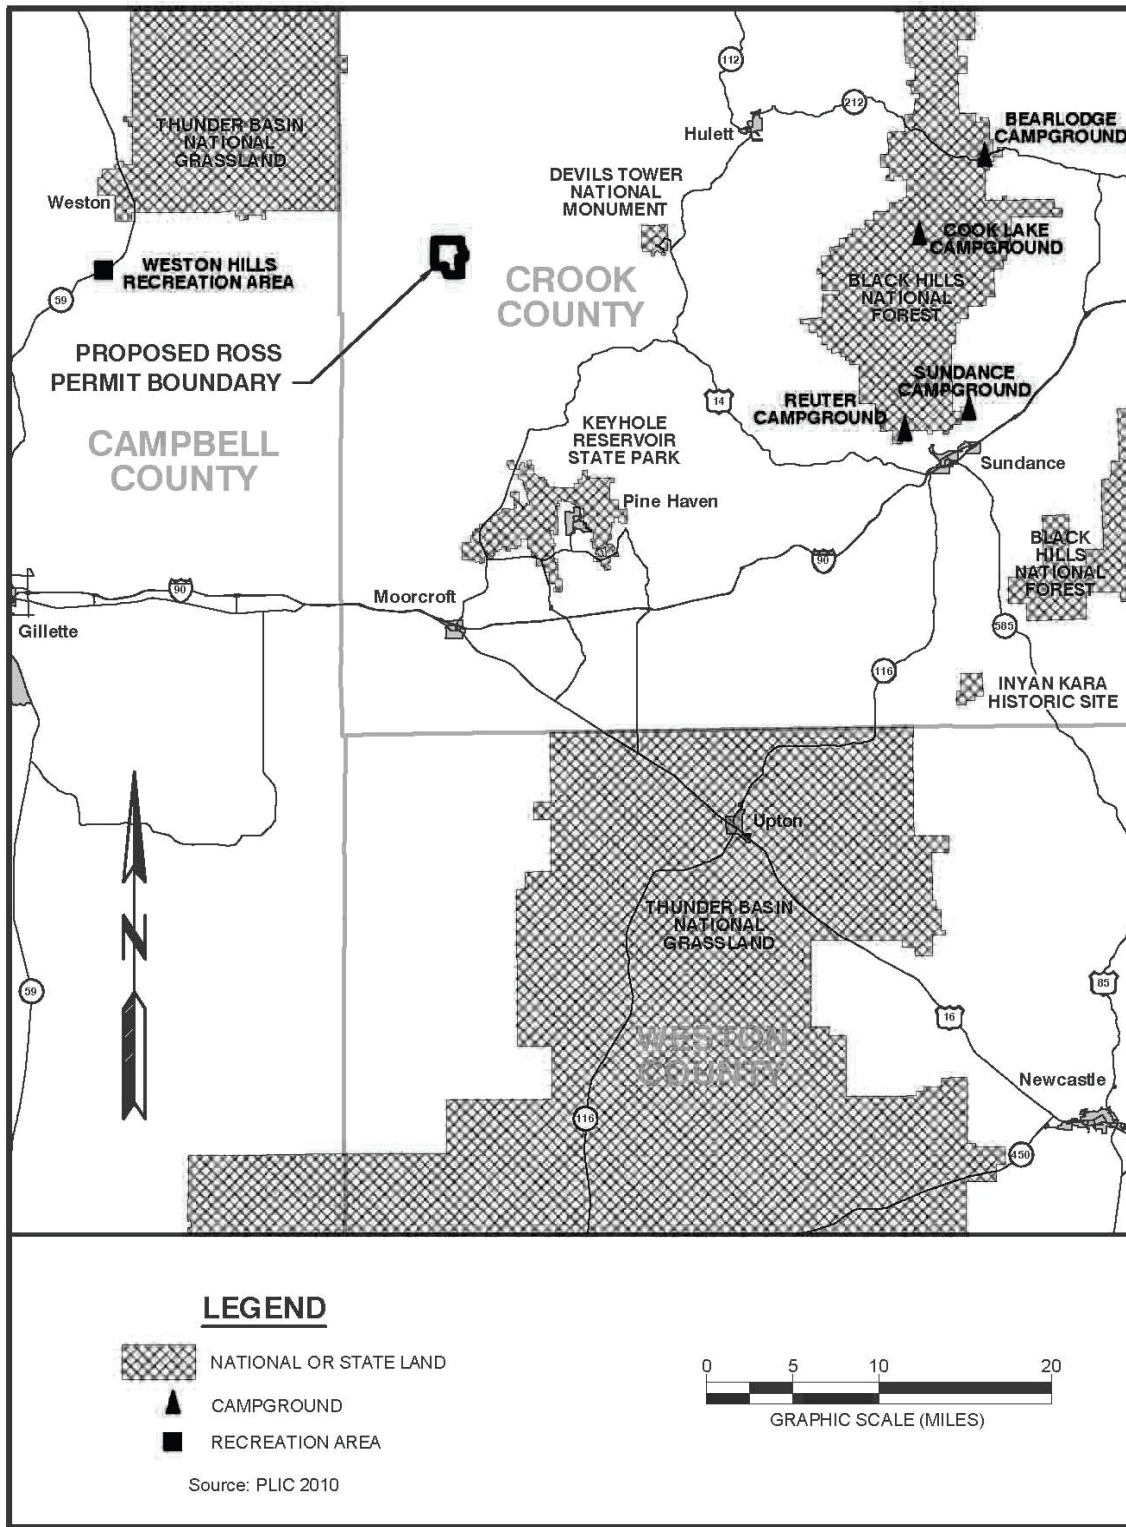 112
212
Hulett
BEARLODGE
CAMPGROUND
THUNDER BASIN
NATIONAL
GRASSLAND
Weston
DEVILS TOWER
NATIONAL
MONUMENT
COOK LAKE
CAMPGROUND
WESTON HILLS
RECREATION AREA
59
CROOK
COUNTY
BLACK HILLS
NATIONAL
FOREST
PROPOSED ROSS
PERMIT BOUNDARY
14
SUNDANCE
CAMPGROUND
REUTER
CAMPGROUND
CAMPBELL
COUNTY
KEYHOLE
RESERVOIR
STATE PARK
Sundance
Pine Haven
BLACK
HILLS
NATIONAL
FOREST
90
90
Moorcroft
Gillette
585
116
INYAN KARA
HISTORIC SITE
Upton
THUNDER BASIN
NATIONAL
GRASSLAND
N
59
85
16
WESTON
COUNTY
Newcastle
116
450
LEGEND
NATIONAL OR STATE LAND
CAMPGROUND
RECREATION AREA
Source: PLIC 2010
0 5 10 20
GRAPHIC SCALE (MILES)